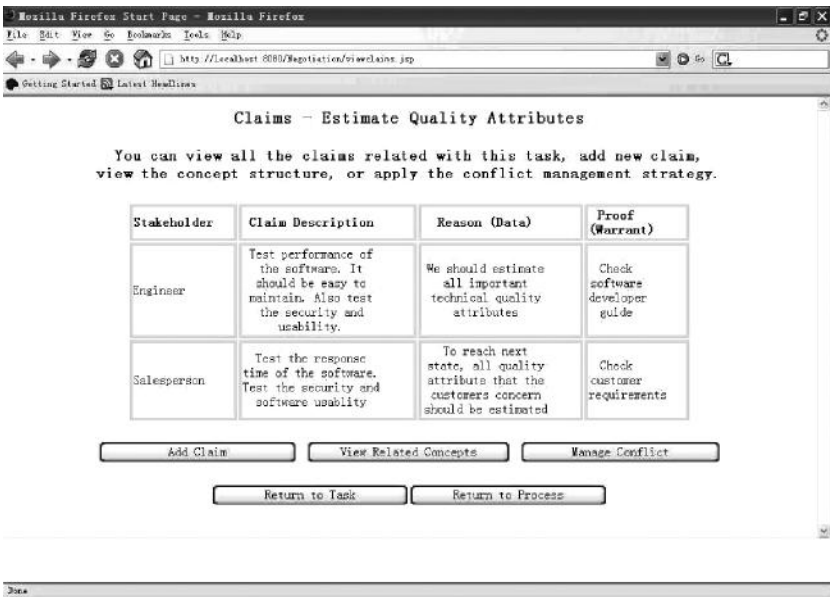 Mozilla Firefox Start Page - Mozilla Firefox
File Edit View Go Bookmarks Tools Help
http://localhost:8080/Negotiation/viewclaims.jsp Go
Getting Started Latest Headlines
Claims - Estimate Quality Attributes
You can view all the claims related with this task, add new claim,
view the concept structure, or apply the conflict management strategy.
Stakeholder Claim Description Reason (Data) Proof
(Warrant)
Engineer
Test performance of
the software. It
should be easy to
maintain. Also test
the security and
usability.
We should estimate
all important
technical quality
attributes
Check
software
developer
guide
Salesperson
Test the response
time of the software.
Test the security and
software usablity
To reach next
state, all quality
attribute that the
customers concern
should be estimated
Check
customer
requirements
Add Claim View Related Concepts Manage Conflict
Return to Task Return to Process
Done